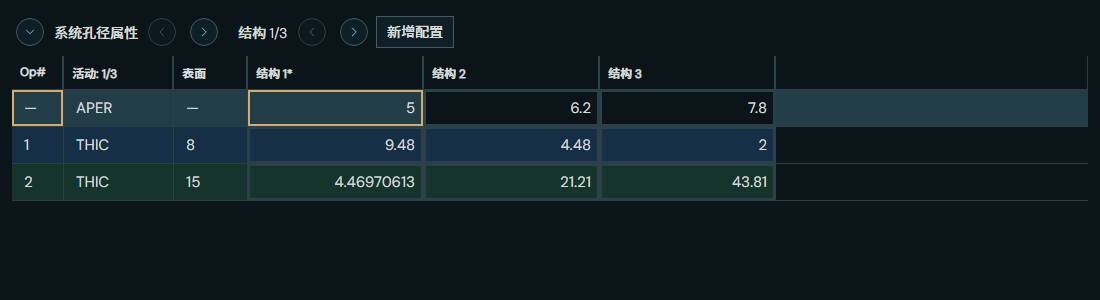 系统孔径属性 结构 1/3 新增配置
Op# 活动: 1/3 表面 结构 1* 结构 2 结构 3
— APER — 5 6.2 7.8
1 THIC 8 9.48 4.48 2
2 THIC 15 4.46970613 21.21 43.81